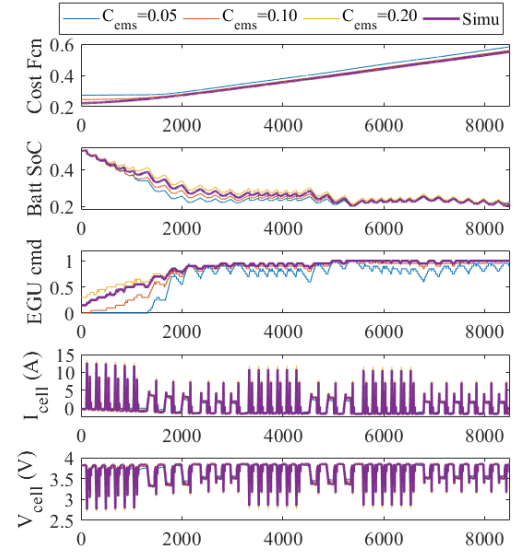 C_ems=0.05 C_ems=0.10 C_ems=0.20 Simu
Cost Fcn
0.6
0.4
0.2
0 2000 4000 6000 8000
Batt SoC
0.4
0.2
0 2000 4000 6000 8000
EGU cmd
1
0.5
0
0 2000 4000 6000 8000
I_cell (A)
15
10
5
0
0 2000 4000 6000 8000
V_cell (V)
4
3.5
3
2.5
0 2000 4000 6000 8000